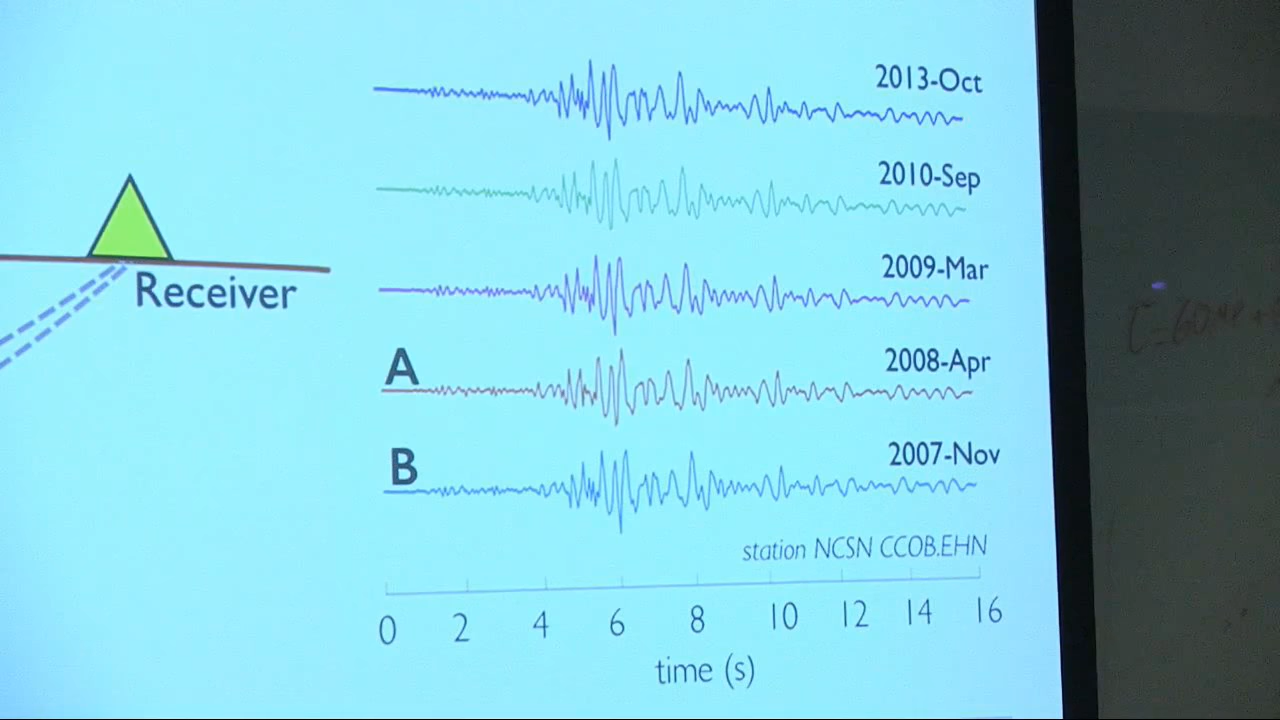 2013-Oct
2010-Sep
Receiver
2009-Mar
A
2008-Apr
B
2007-Nov
station NCSN CCOB.EHN
0 2 4 6 8 10 12 14 16
time (s)